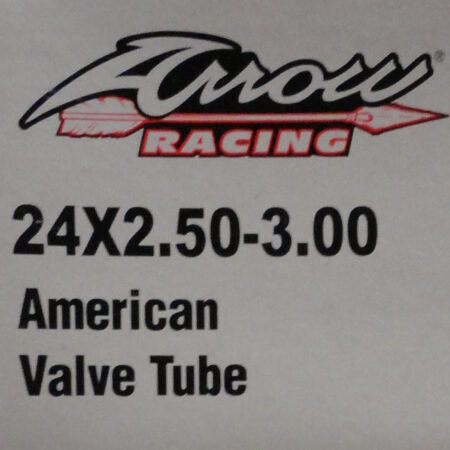 Arrow®
RACING
24X2.50-3.00
American
Valve Tube